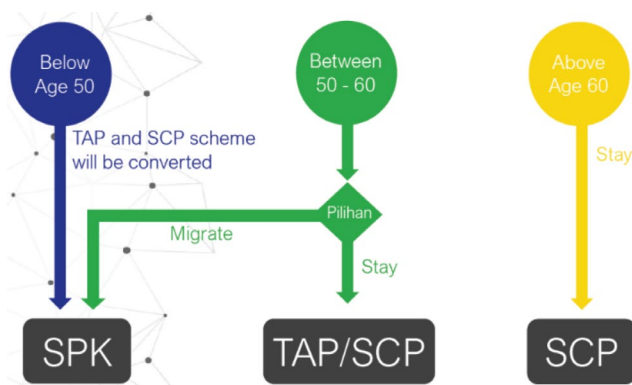 Below
Age 50
Between
50 - 60
Above
Age 60
TAP and SCP scheme
will be converted
Stay
Pilihan
Migrate
Stay
SPK
TAP/SCP
SCP